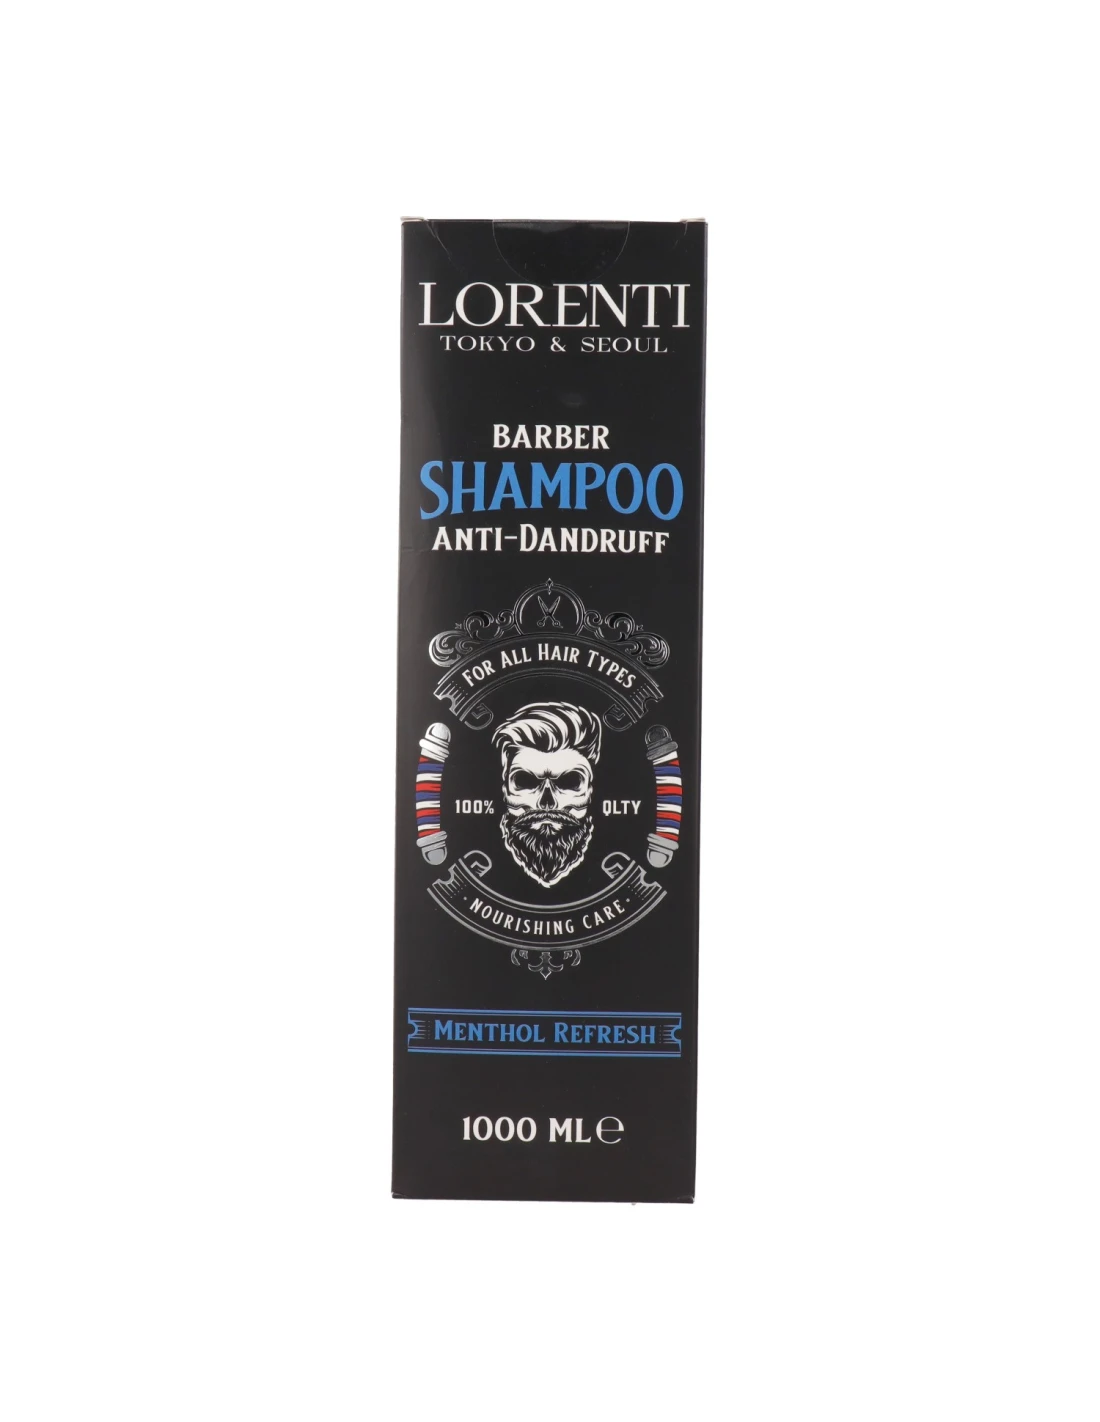 LORENTI
TOKYO & SEOUL
BARBER
SHAMPOO
ANTI-DANDRUFF
FOR ALL HAIR TYPES
100% QLTY
· NOURISHING CARE ·
MENTHOL REFRESH
1000 ML ℮